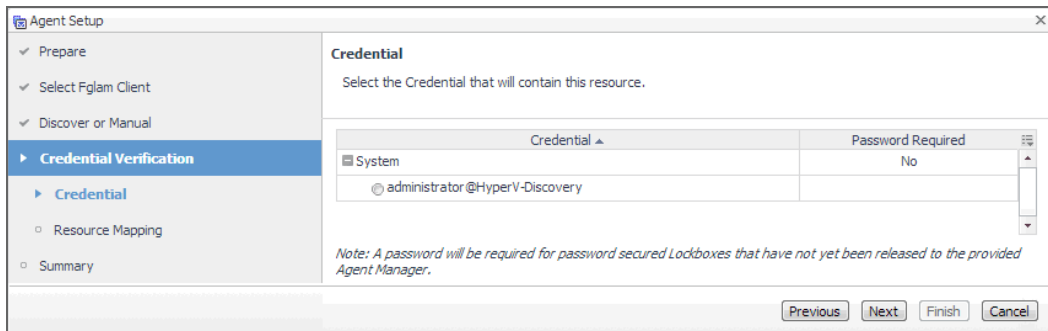 Agent Setup
Prepare
Select Fglam Client
Discover or Manual
Credential Verification
Credential
Resource Mapping
Summary
Credential
Select the Credential that will contain this resource.
Credential Password Required
System No
administrator@HyperV-Discovery
Note: A password will be required for password secured Lockboxes that have not yet been released to the provided
Agent Manager.
Previous Next Finish Cancel